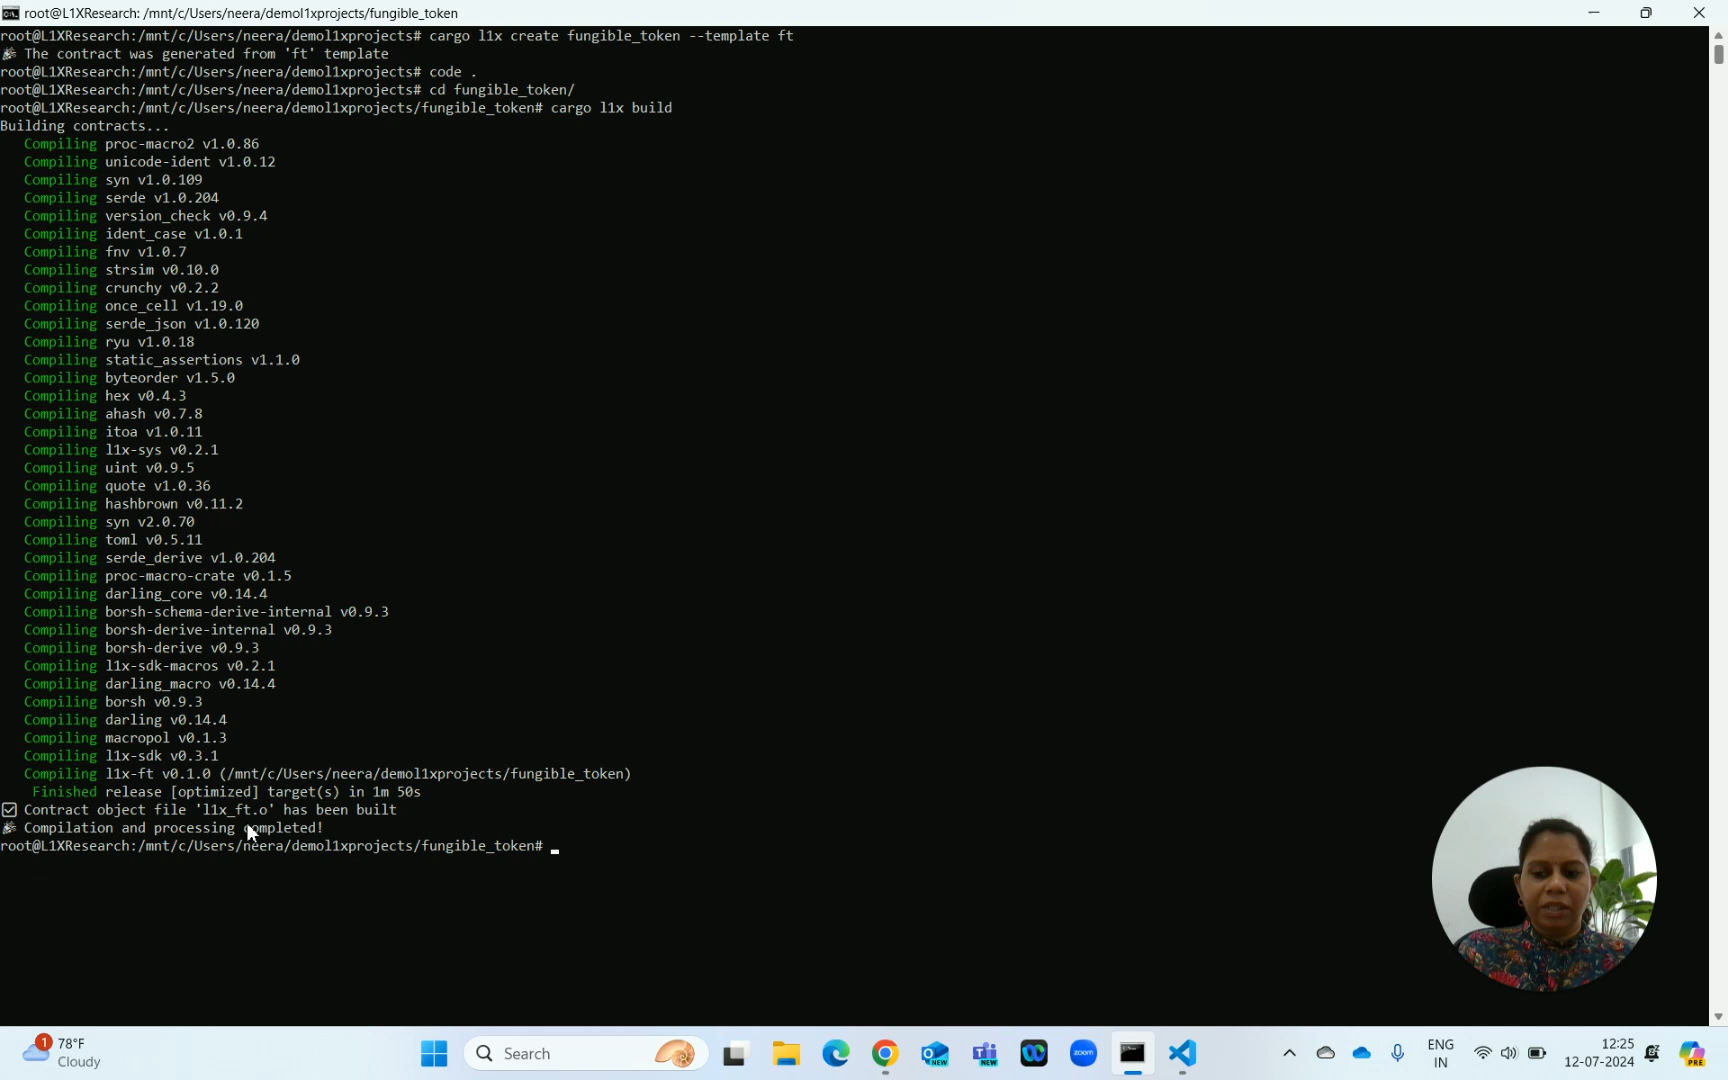 root@L1XResearch: /mnt/c/Users/neera/demol1xprojects/fungible_token
root@L1XResearch:/mnt/c/Users/neera/demol1xprojects# cargo l1x create fungible_token --template ft
🎉 The contract was generated from 'ft' template
root@L1XResearch:/mnt/c/Users/neera/demol1xprojects# code .
root@L1XResearch:/mnt/c/Users/neera/demol1xprojects# cd fungible_token/
root@L1XResearch:/mnt/c/Users/neera/demol1xprojects/fungible_token# cargo l1x build
Building contracts...
Compiling proc-macro2 v1.0.86
Compiling unicode-ident v1.0.12
Compiling syn v1.0.109
Compiling serde v1.0.204
Compiling version_check v0.9.4
Compiling ident_case v1.0.1
Compiling fnv v1.0.7
Compiling strsim v0.10.0
Compiling crunchy v0.2.2
Compiling once_cell v1.19.0
Compiling serde_json v1.0.120
Compiling ryu v1.0.18
Compiling static_assertions v1.1.0
Compiling byteorder v1.5.0
Compiling hex v0.4.3
Compiling ahash v0.7.8
Compiling itoa v1.0.11
Compiling l1x-sys v0.2.1
Compiling uint v0.9.5
Compiling quote v1.0.36
Compiling hashbrown v0.11.2
Compiling syn v2.0.70
Compiling toml v0.5.11
Compiling serde_derive v1.0.204
Compiling proc-macro-crate v0.1.5
Compiling darling_core v0.14.4
Compiling borsh-schema-derive-internal v0.9.3
Compiling borsh-derive-internal v0.9.3
Compiling borsh-derive v0.9.3
Compiling l1x-sdk-macros v0.2.1
Compiling darling_macro v0.14.4
Compiling borsh v0.9.3
Compiling darling v0.14.4
Compiling macropol v0.1.3
Compiling l1x-sdk v0.3.1
Compiling l1x-ft v0.1.0 (/mnt/c/Users/neera/demol1xprojects/fungible_token)
Finished release [optimized] target(s) in 1m 50s
☑ Contract object file 'l1x_ft.o' has been built
🎉 Compilation and processing completed!
root@L1XResearch:/mnt/c/Users/neera/demol1xprojects/fungible_token#
1
78°F
Cloudy
Search
NEW
NEW
zoom
ENG
IN
12:25
12-07-2024
PRE